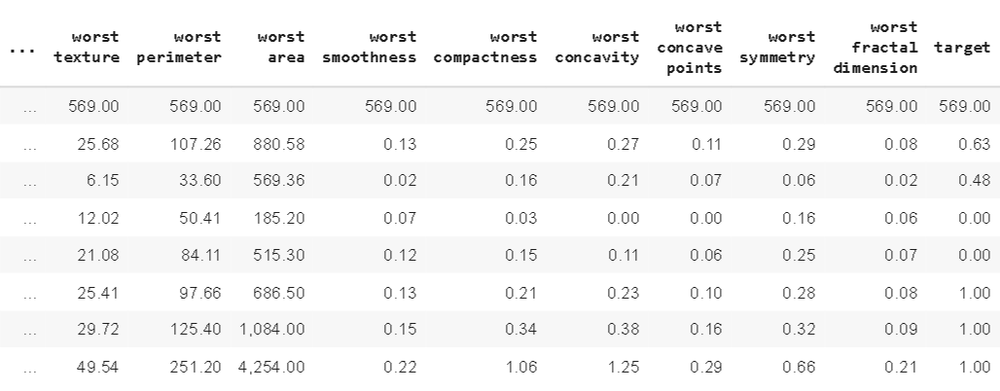 ... worst texture worst perimeter worst area worst smoothness worst compactness worst concavity worst concave points worst symmetry worst fractal dimension target
... 569.00 569.00 569.00 569.00 569.00 569.00 569.00 569.00 569.00 569.00
... 25.68 107.26 880.58 0.13 0.25 0.27 0.11 0.29 0.08 0.63
... 6.15 33.60 569.36 0.02 0.16 0.21 0.07 0.06 0.02 0.48
... 12.02 50.41 185.20 0.07 0.03 0.00 0.00 0.16 0.06 0.00
... 21.08 84.11 515.30 0.12 0.15 0.11 0.06 0.25 0.07 0.00
... 25.41 97.66 686.50 0.13 0.21 0.23 0.10 0.28 0.08 1.00
... 29.72 125.40 1,084.00 0.15 0.34 0.38 0.16 0.32 0.09 1.00
... 49.54 251.20 4,254.00 0.22 1.06 1.25 0.29 0.66 0.21 1.00